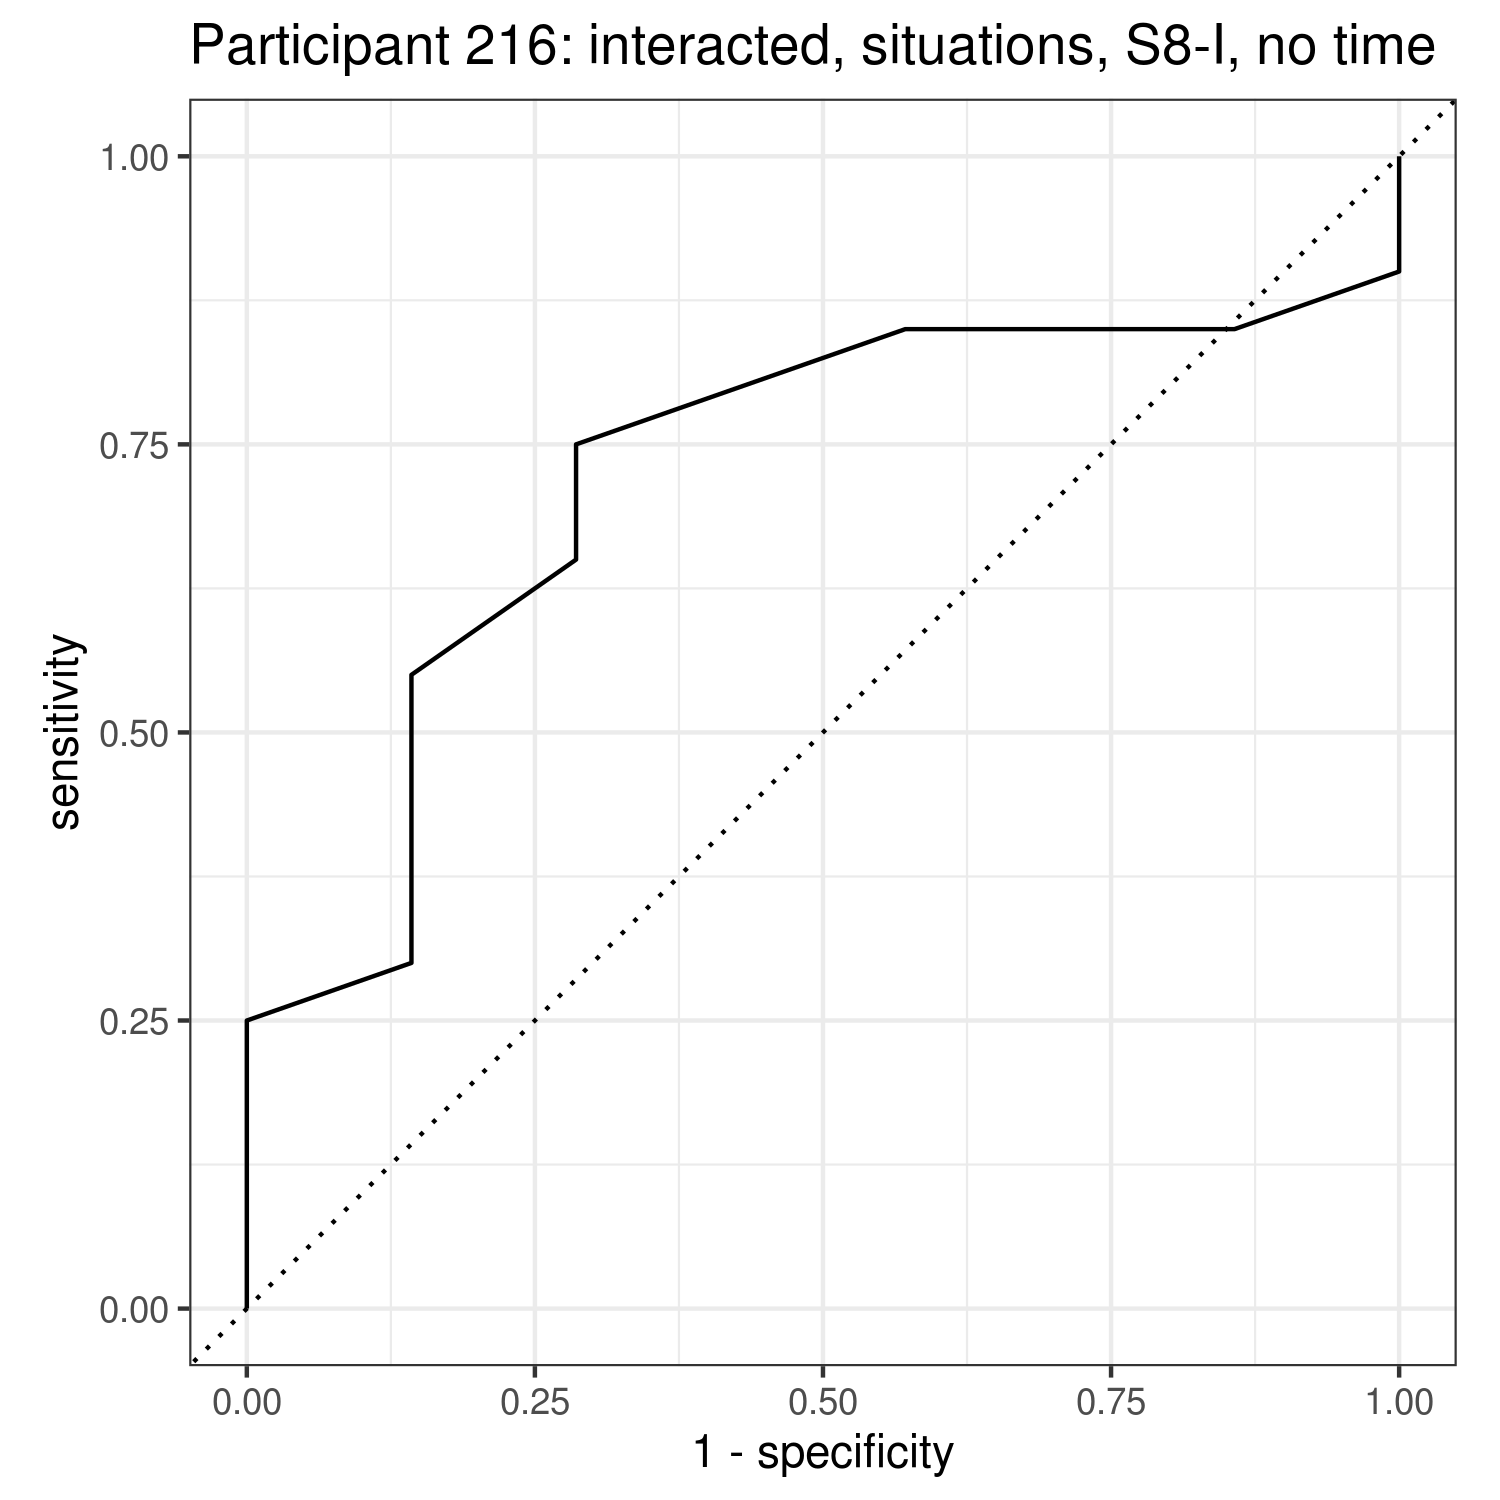 Participant 216: interacted, situations, S8-I, no time
1.00
0.75
0.50
0.25
0.00
sensitivity
0.00 0.25 0.50 0.75 1.00
1 - specificity